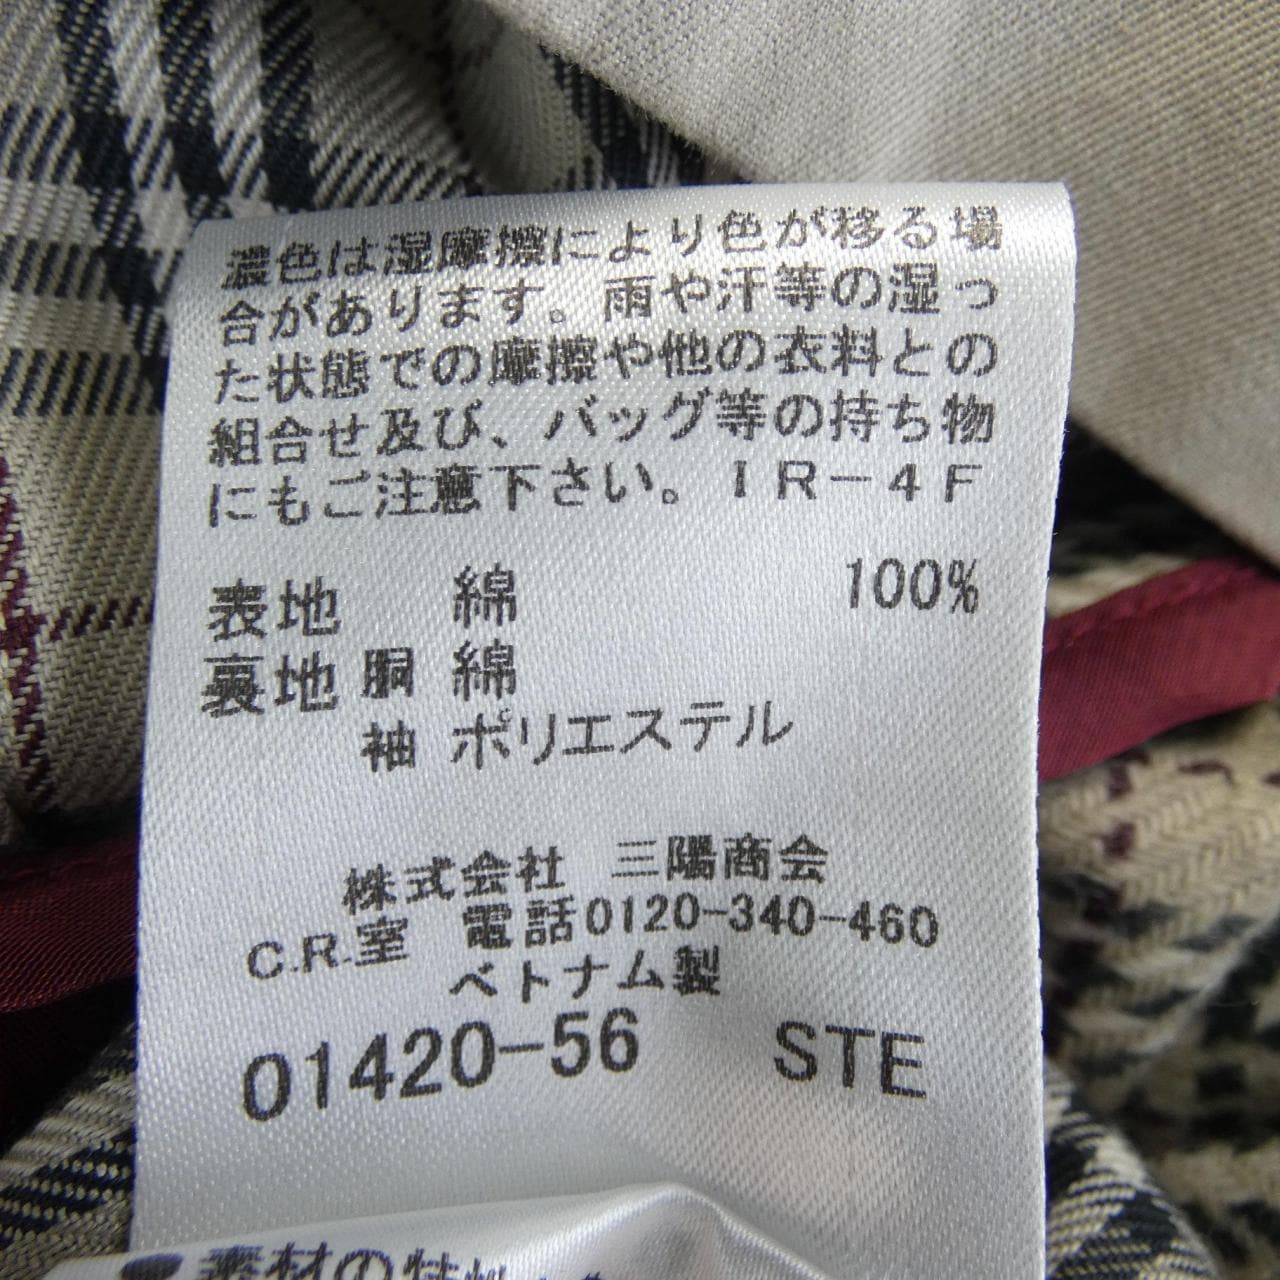 濃色は湿摩擦により色が移る場
合があります。雨や汗等の湿っ
た状態での摩擦や他の衣料との
組合せ及び、バッグ等の持ち物
にもご注意下さい。IR-4F
表地 綿 100%
裏地 胴 綿
袖 ポリエステル
株式会社 三陽商会
C.R.室 電話0120-340-460
ベトナム製
01420-56 STE
素材の特性